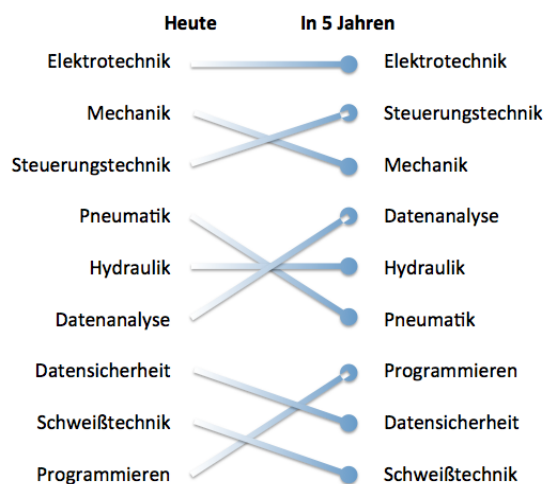 Heute In 5 Jahren
Elektrotechnik Elektrotechnik
Mechanik Steuerungstechnik
Steuerungstechnik Mechanik
Pneumatik Datenanalyse
Hydraulik Hydraulik
Datenanalyse Pneumatik
Datensicherheit Programmieren
Schweißtechnik Datensicherheit
Programmieren Schweißtechnik